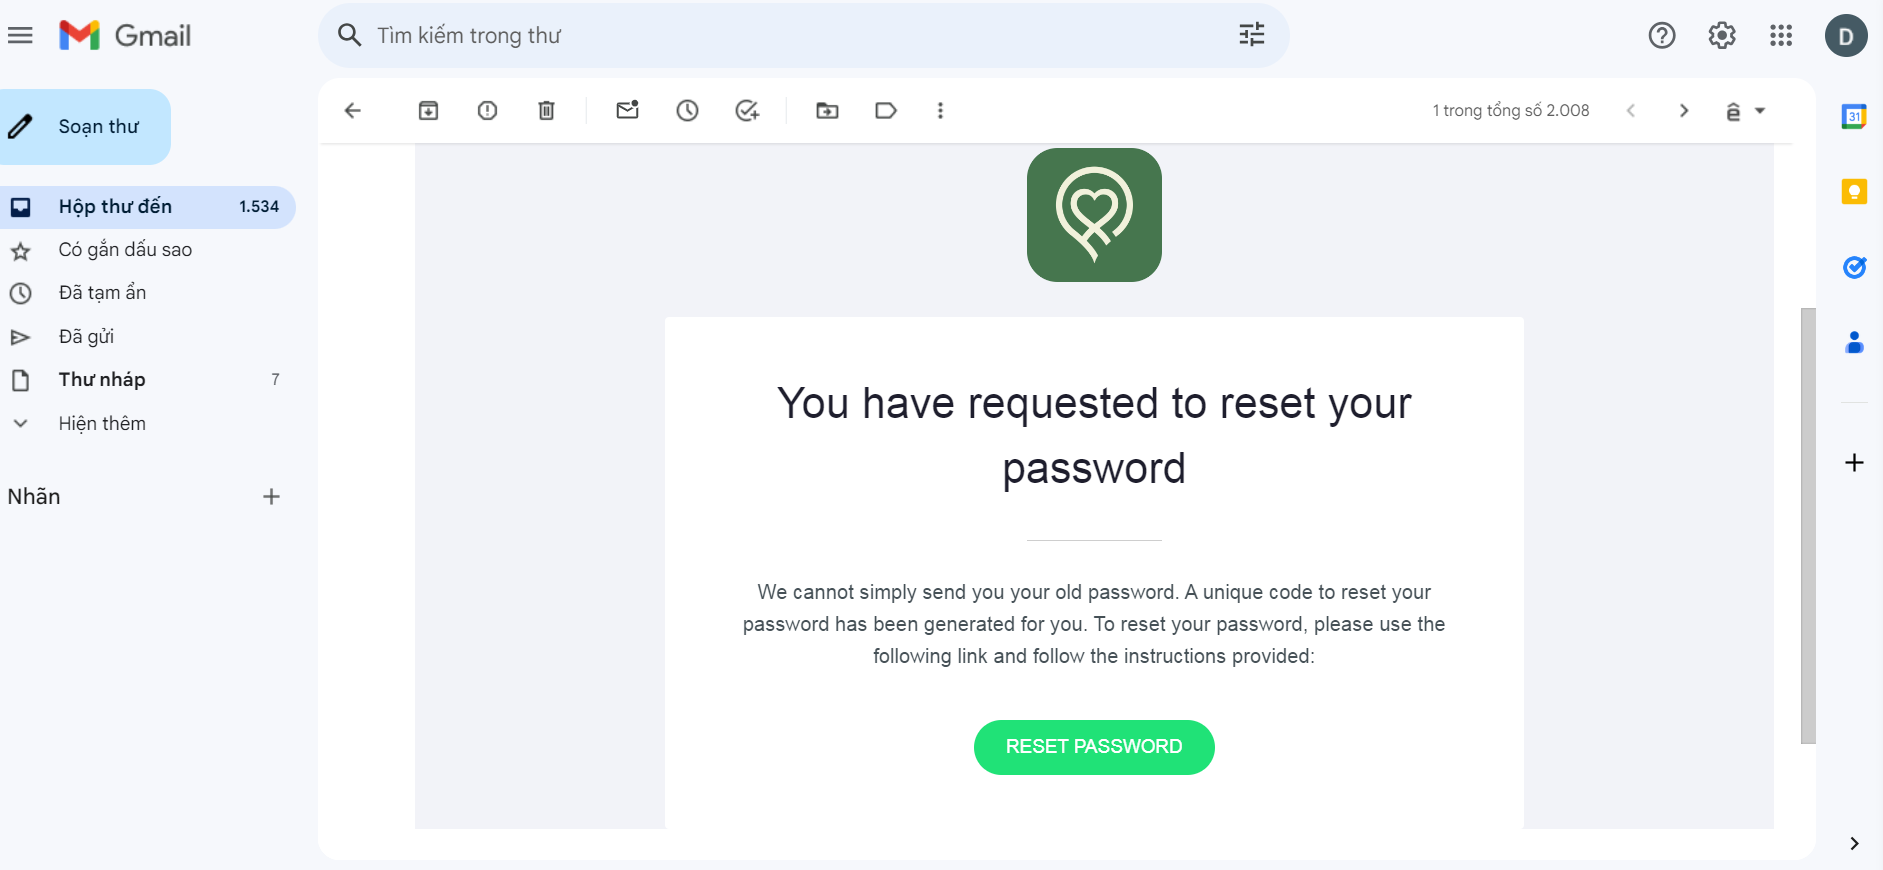 Gmail
Tìm kiếm trong thư
D
Soạn thư
1 trong tổng số 2.008
ê
31
Hộp thư đến 1.534
Có gắn dấu sao
Đã tạm ẩn
Đã gửi
Thư nháp 7
Hiện thêm
Nhãn
You have requested to reset your
password
We cannot simply send you your old password. A unique code to reset your
password has been generated for you. To reset your password, please use the
following link and follow the instructions provided:
RESET PASSWORD